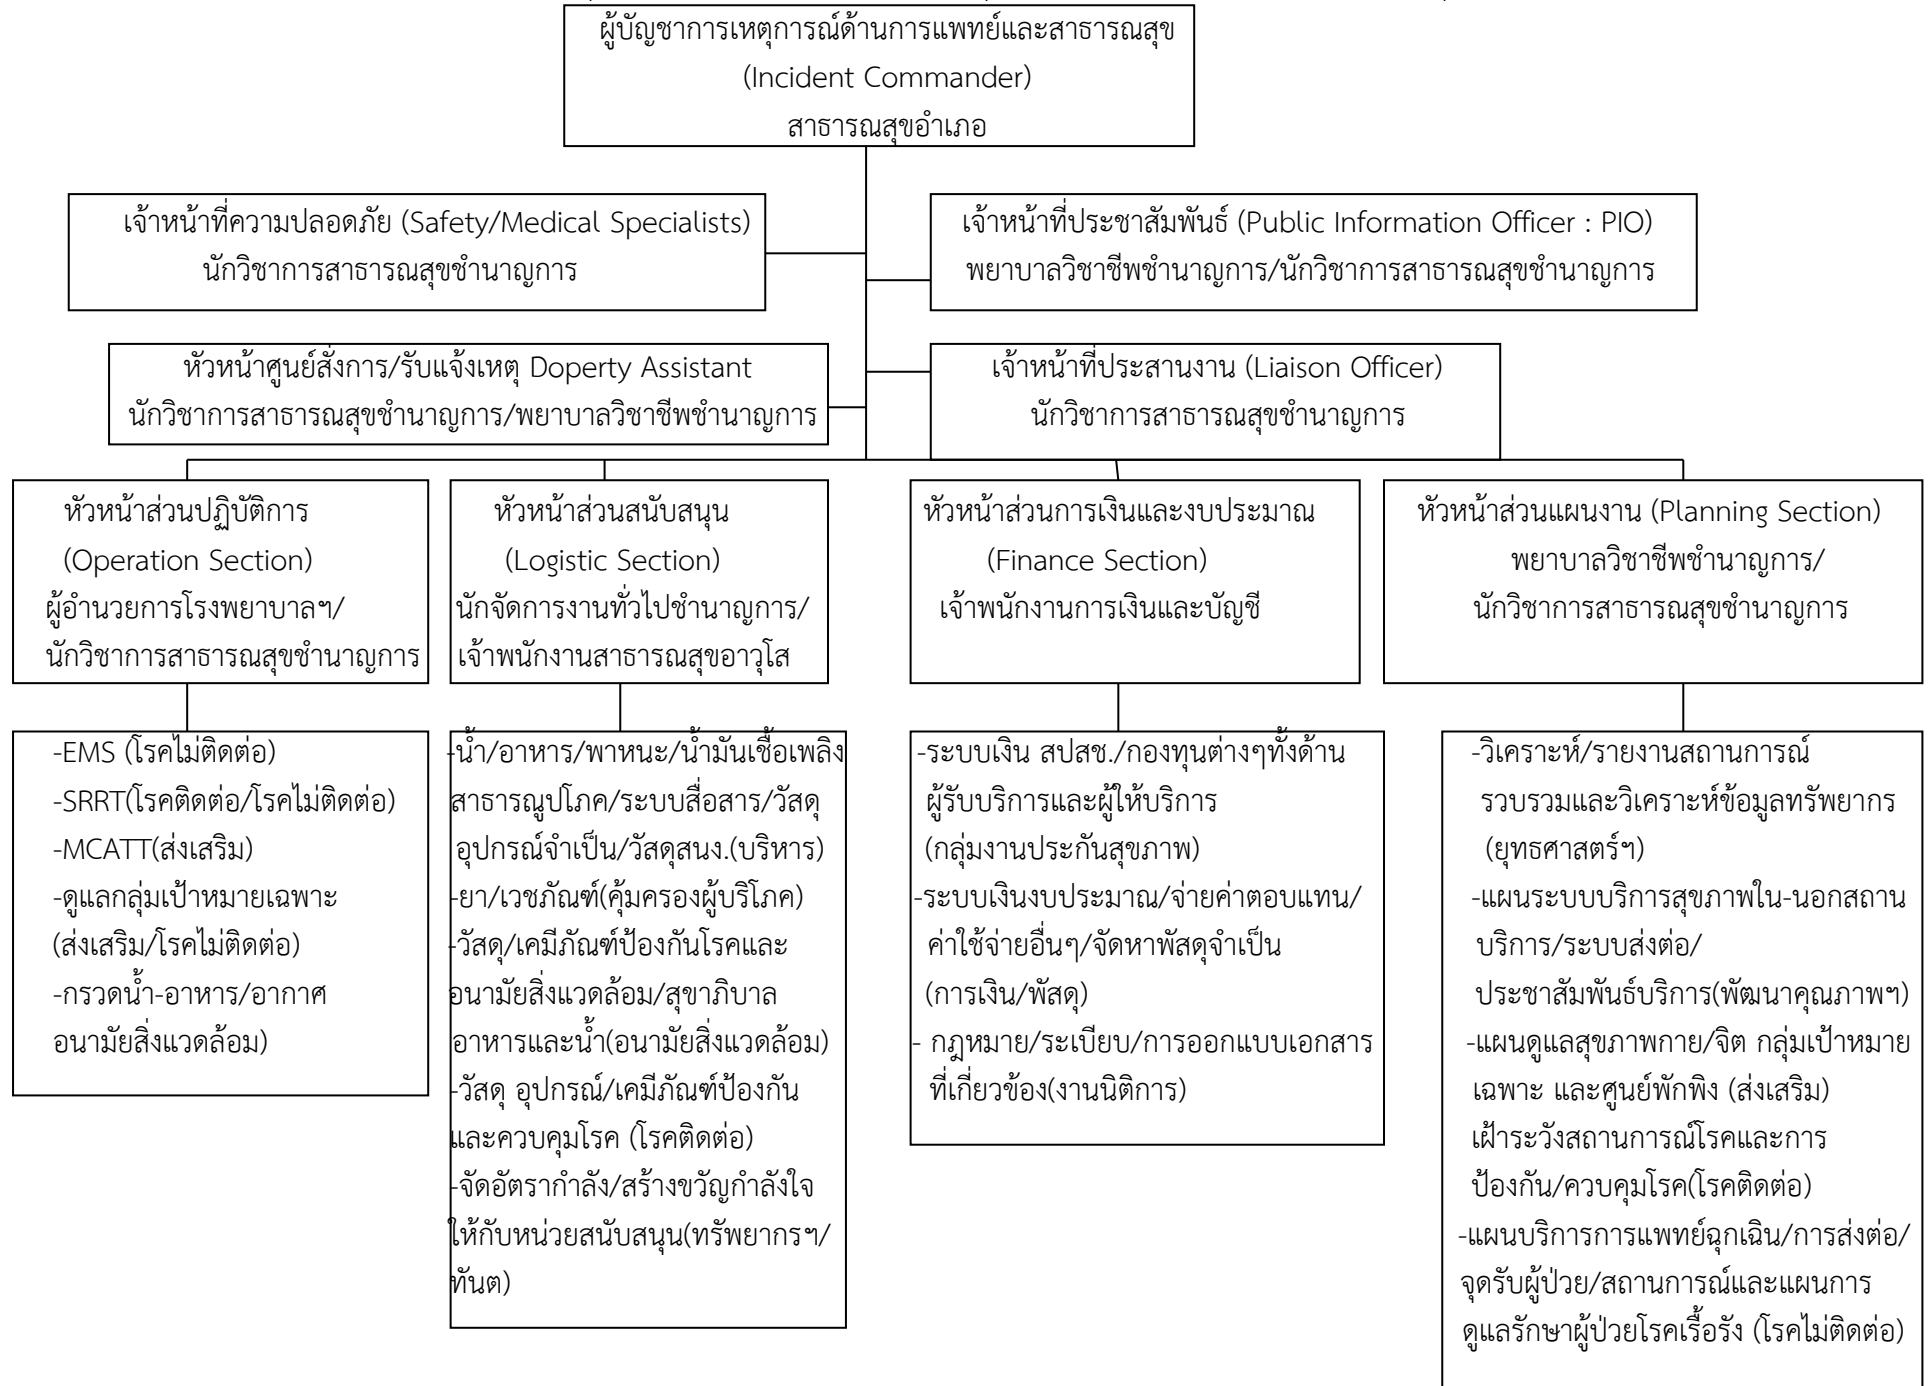 ผู้บัญชาการเหตุการณ์ด้านการแพทย์และสาธารณสุข
(Incident Commander)
สาธารณสุขอำเภอ
เจ้าหน้าที่ความปลอดภัย (Safety/Medical Specialists)
นักวิชาการสาธารณสุขชำนาญการ
เจ้าหน้าที่ประชาสัมพันธ์ (Public Information Officer : PIO)
พยาบาลวิชาชีพชำนาญการ/นักวิชาการสาธารณสุขชำนาญการ
หัวหน้าศูนย์สั่งการ/รับแจ้งเหตุ Doperty Assistant
นักวิชาการสาธารณสุขชำนาญการ/พยาบาลวิชาชีพชำนาญการ
เจ้าหน้าที่ประสานงาน (Liaison Officer)
นักวิชาการสาธารณสุขชำนาญการ
หัวหน้าส่วนปฏิบัติการ
(Operation Section)
ผู้อำนวยการโรงพยาบาลฯ/
นักวิชาการสาธารณสุขชำนาญการ
หัวหน้าส่วนสนับสนุน
(Logistic Section)
นักจัดการงานทั่วไปชำนาญการ/
เจ้าพนักงานสาธารณสุขอาวุโส
หัวหน้าส่วนการเงินและงบประมาณ
(Finance Section)
เจ้าพนักงานการเงินและบัญชี
หัวหน้าส่วนแผนงาน (Planning Section)
พยาบาลวิชาชีพชำนาญการ/
นักวิชาการสาธารณสุขชำนาญการ
-EMS (โรคไม่ติดต่อ)
-SRRT(โรคติดต่อ/โรคไม่ติดต่อ)
-MCATT(ส่งเสริม)
-ดูแลกลุ่มเป้าหมายเฉพาะ
(ส่งเสริม/โรคไม่ติดต่อ)
-กรวดน้ำ-อาหาร/อากาศ
อนามัยสิ่งแวดล้อม)
-น้ำ/อาหาร/พาหนะ/น้ำมันเชื้อเพลิง
สาธารณูปโภค/ระบบสื่อสาร/วัสดุ
อุปกรณ์จำเป็น/วัสดุสนง.(บริหาร)
-ยา/เวชภัณฑ์(คุ้มครองผู้บริโภค)
-วัสดุ/เคมีภัณฑ์ป้องกันโรคและ
อนามัยสิ่งแวดล้อม/สุขาภิบาล
อาหารและน้ำ(อนามัยสิ่งแวดล้อม)
-วัสดุ อุปกรณ์/เคมีภัณฑ์ป้องกัน
และควบคุมโรค (โรคติดต่อ)
-จัดอัตรากำลัง/สร้างขวัญกำลังใจ
ให้กับหน่วยสนับสนุน(ทรัพยากรฯ/
ทันต)
-ระบบเงิน สปสช./กองทุนต่างๆทั้งด้าน
ผู้รับบริการและผู้ให้บริการ
(กลุ่มงานประกันสุขภาพ)
-ระบบเงินงบประมาณ/จ่ายค่าตอบแทน/
ค่าใช้จ่ายอื่นๆ/จัดหาพัสดุจำเป็น
(การเงิน/พัสดุ)
- กฎหมาย/ระเบียบ/การออกแบบเอกสาร
ที่เกี่ยวข้อง(งานนิติการ)
-วิเคราะห์/รายงานสถานการณ์
รวบรวมและวิเคราะห์ข้อมูลทรัพยากร
(ยุทธศาสตร์ฯ)
-แผนระบบบริการสุขภาพใน-นอกสถาน
บริการ/ระบบส่งต่อ/
ประชาสัมพันธ์บริการ(พัฒนาคุณภาพฯ)
-แผนดูแลสุขภาพกาย/จิต กลุ่มเป้าหมาย
เฉพาะ และศูนย์พักพิง (ส่งเสริม)
เฝ้าระวังสถานการณ์โรคและการ
ป้องกัน/ควบคุมโรค(โรคติดต่อ)
-แผนบริการการแพทย์ฉุกเฉิน/การส่งต่อ/
จุดรับผู้ป่วย/สถานการณ์และแผนการ
ดูแลรักษาผู้ป่วยโรคเรื้อรัง (โรคไม่ติดต่อ)